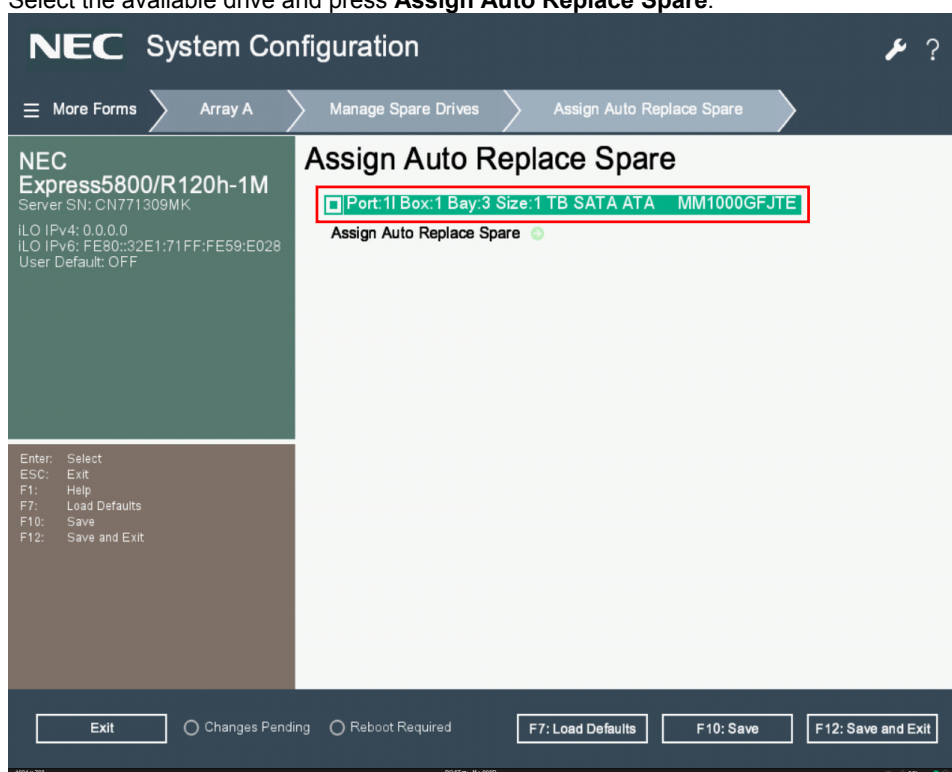 Select the available drive and press Assign Auto Replace Spare.
NEC System Configuration
?
More Forms
Array A
Manage Spare Drives
Assign Auto Replace Spare
NEC
Express5800/R120h-1M
Server SN: CN771309MK
iLO IPv4: 0.0.0.0
iLO IPv6: FE80::32E1:71FF:FE59:E028
User Default: OFF
Assign Auto Replace Spare
Port:1I Box:1 Bay:3 Size:1 TB SATA ATA MM1000GFJTE
Assign Auto Replace Spare
Enter: Select
ESC: Exit
F1: Help
F7: Load Defaults
F10: Save
F12: Save and Exit
Exit
Changes Pending
Reboot Required
F7: Load Defaults
F10: Save
F12: Save and Exit